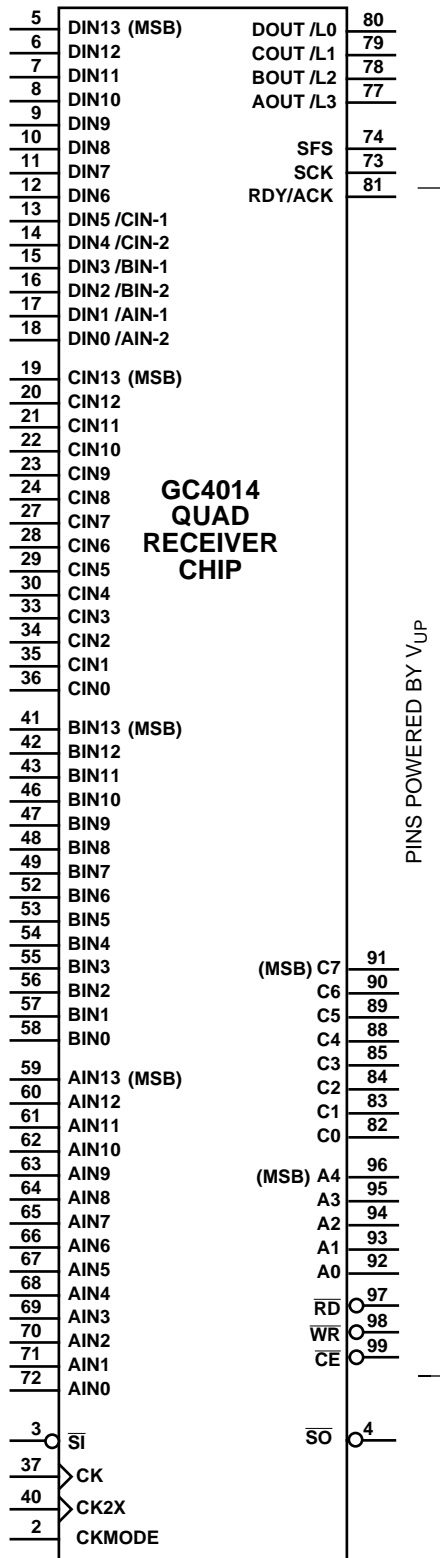 5 DIN13 (MSB)
6 DIN12
7 DIN11
8 DIN10
9 DIN9
10 DIN8
11 DIN7
12 DIN6
13 DIN5 /CIN-1
14 DIN4 /CIN-2
15 DIN3 /BIN-1
16 DIN2 /BIN-2
17 DIN1 /AIN-1
18 DIN0 /AIN-2
19 CIN13 (MSB)
20 CIN12
21 CIN11
22 CIN10
23 CIN9
24 CIN8
27 CIN7
28 CIN6
29 CIN5
30 CIN4
33 CIN3
34 CIN2
35 CIN1
36 CIN0
41 BIN13 (MSB)
42 BIN12
43 BIN11
46 BIN10
47 BIN9
48 BIN8
49 BIN7
52 BIN6
53 BIN5
54 BIN4
55 BIN3
56 BIN2
57 BIN1
58 BIN0
59 AIN13 (MSB)
60 AIN12
61 AIN11
62 AIN10
63 AIN9
64 AIN8
65 AIN7
66 AIN6
67 AIN5
68 AIN4
69 AIN3
70 AIN2
71 AIN1
72 AIN0
3 SI
37 CK
40 CK2X
2 CKMODE
GC4014
QUAD
RECEIVER
CHIP
DOUT /L0 80
COUT /L1 79
BOUT /L2 78
AOUT /L3 77
SFS 74
SCK 73
RDY/ACK 81
(MSB) C7 91
C6 90
C5 89
C4 88
C3 85
C2 84
C1 83
C0 82
(MSB) A4 96
A3 95
A2 94
A1 93
A0 92
RD 97
WR 98
CE 99
SO 4
PINS POWERED BY VUP